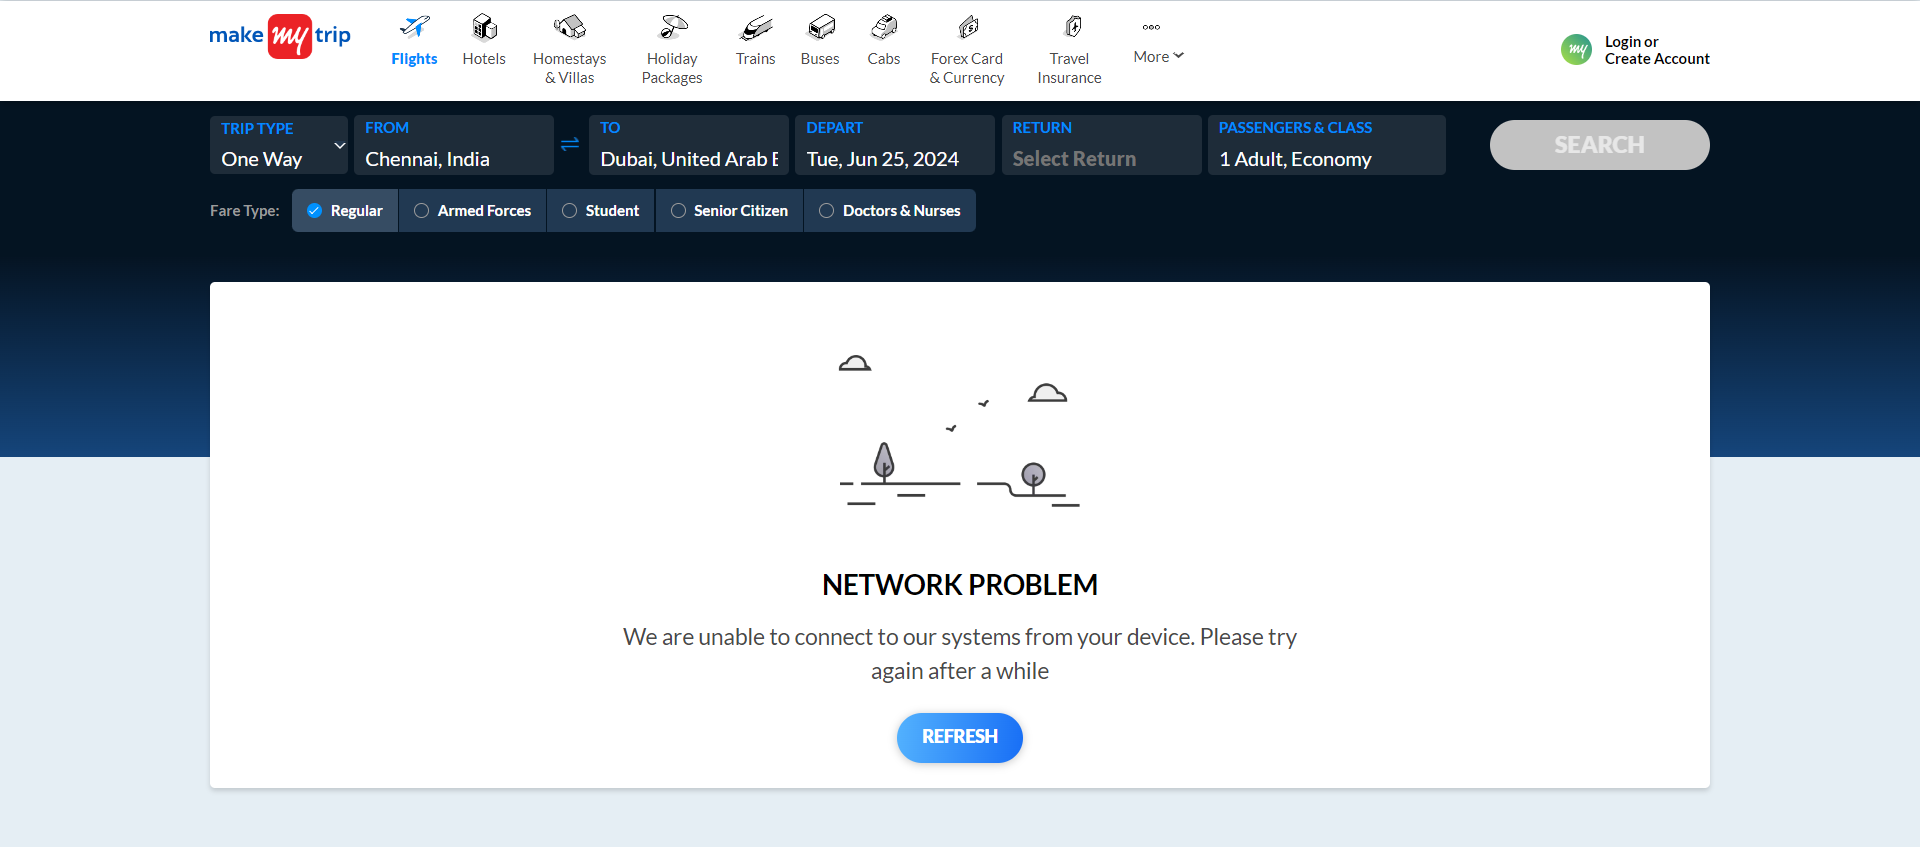 make my trip
Flights
Hotels
Homestays
& Villas
Holiday
Packages
Trains
Buses
Cabs
Forex Card
& Currency
Travel
Insurance
More
my
Login or
Create Account
TRIP TYPE
One Way
FROM
Chennai, India
TO
Dubai, United Arab E
DEPART
Tue, Jun 25, 2024
RETURN
Select Return
PASSENGERS & CLASS
1 Adult, Economy
SEARCH
Fare Type:
Regular
Armed Forces
Student
Senior Citizen
Doctors & Nurses
NETWORK PROBLEM
We are unable to connect to our systems from your device. Please try
again after a while
REFRESH